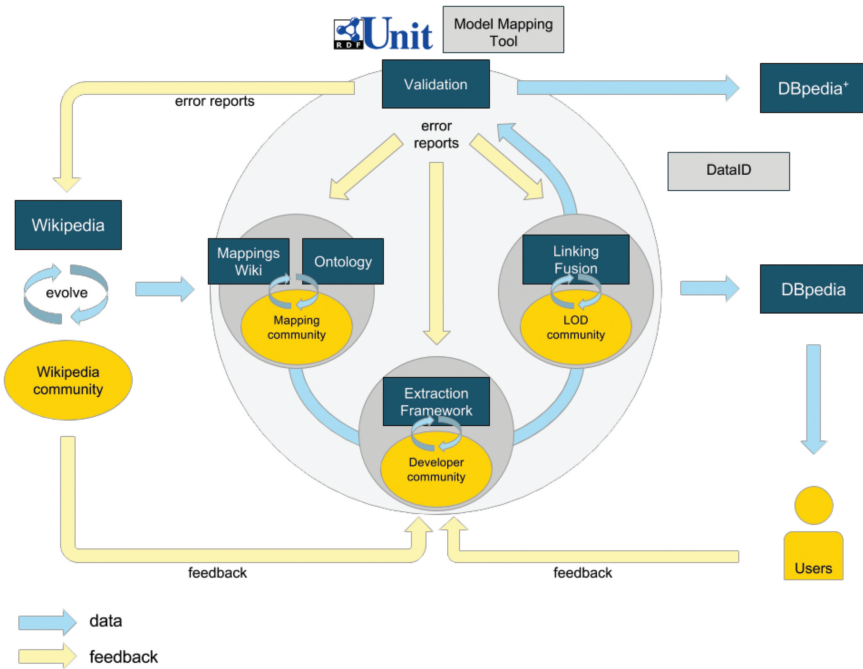 RDF
Unit
Model Mapping
Tool
Validation
DBpedia+
error reports
error
reports
DataID
Wikipedia
Mappings
Wiki
Ontology
Linking
Fusion
evolve
DBpedia
Mapping
community
LOD
community
Wikipedia
community
Extraction
Framework
Developer
community
Users
feedback
feedback
data
feedback